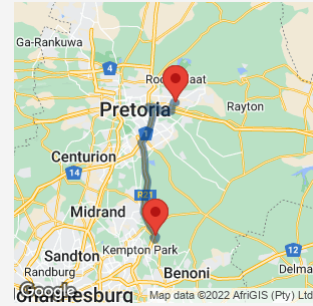 Ga-Rankuwa
4
Pretoria
Rayton
Centurion
14
R21
Midrand
Kempton Park
Sandton
Randburg
Benoni
12
Delma
Johannesburg
Google
Map data ©2022 AfriGIS (Pty) Ltd